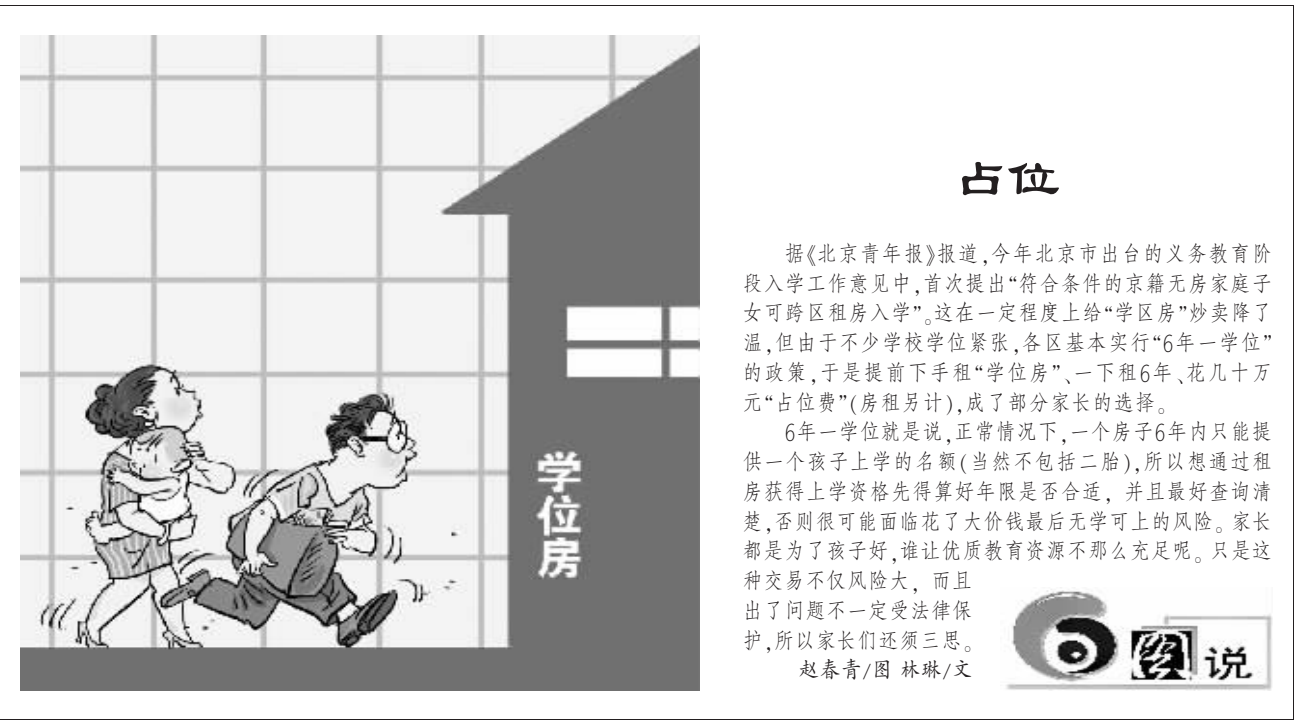 占位
据《北京青年报》报道,今年北京市出台的义务教育阶
段入学工作意见中,首次提出“符合条件的京籍无房家庭子
女可跨区租房入学”。这在一定程度上给“学区房”炒卖降了
温,但由于不少学校学位紧张,各区基本实行“6年一学位”
的政策,于是提前下手租“学位房”、一下租6年、花几十万
元“占位费”(房租另计),成了部分家长的选择。
6年一学位就是说,正常情况下,一个房子6年内只能提
供一个孩子上学的名额(当然不包括二胎),所以想通过租
房获得上学资格先得算好年限是否合适，并且最好查询清
楚,否则很可能面临花了大价钱最后无学可上的风险。家长
都是为了孩子好,谁让优质教育资源不那么充足呢。只是这
种交易不仅风险大，而且
出了问题不一定受法律保
护,所以家长们还须三思。
赵春青/图 林琳/文
学位房
图说